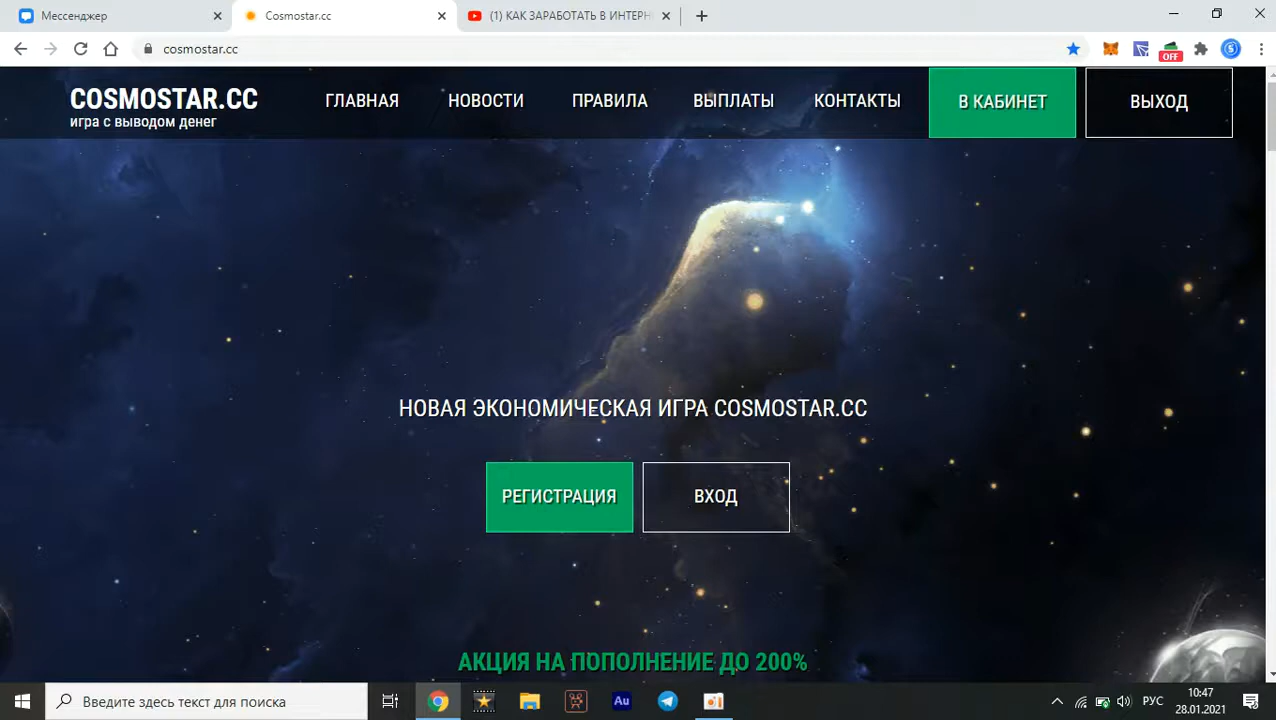 Мессенджер
Cosmostar.cc
(1) КАК ЗАРАБОТАТЬ В ИНТЕРН
cosmostar.cc
OFF
COSMOSTAR.CC
игра с выводом денег
ГЛАВНАЯ
НОВОСТИ
ПРАВИЛА
ВЫПЛАТЫ
КОНТАКТЫ
В КАБИНЕТ
ВЫХОД
НОВАЯ ЭКОНОМИЧЕСКАЯ ИГРА COSMOSTAR.CC
РЕГИСТРАЦИЯ
ВХОД
АКЦИЯ НА ПОПОЛНЕНИЕ ДО 200%
Введите здесь текст для поиска
Au
РУС
10:47
28.01.2021